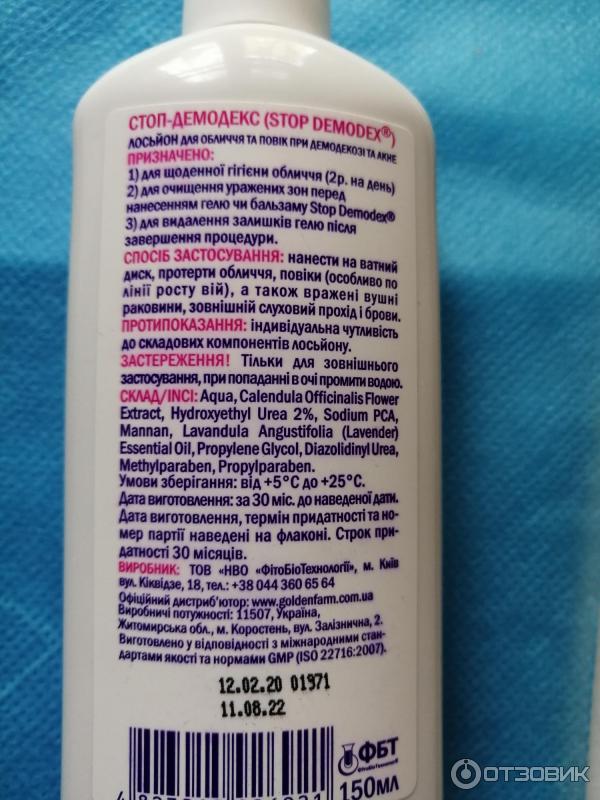 СТОП-ДЕМОДЕКС (STOP DEMODEX®)
ЛОСЬЙОН ДЛЯ ОБЛИЧЧЯ ТА ПОВІК ПРИ ДЕМОДЕКОЗІ ТА АКНЕ
ПРИЗНАЧЕНО:
1) для щоденної гігієни обличчя (2р. на день)
2) для очищення уражених зон перед
нанесенням гелю чи бальзаму Stop Demodex®
3) для видалення залишків гелю після
завершення процедури.
СПОСІБ ЗАСТОСУВАННЯ: нанести на ватний
диск, протерти обличчя, повіки (особливо по
лінії росту вій), а також вражені вушні
раковини, зовнішній слуховий прохід і брови.
ПРОТИПОКАЗАННЯ: індивідуальна чутливість
до складових компонентів лосьйону.
ЗАСТЕРЕЖЕННЯ! Тільки для зовнішнього
застосування, при попаданні в очі промити водою.
СКЛАД/INCI: Aqua, Calendula Officinalis Flower
Extract, Hydroxyethyl Urea 2%, Sodium PCA,
Mannan, Lavandula Angustifolia (Lavender)
Essential Oil, Propylene Glycol, Diazolidinyl Urea,
Methylparaben, Propylparaben.
Умови зберігання: від +5°С до +25°С.
Дата виготовлення: за 30 міс. до наведеної дати.
Дата виготовлення, термін придатності та но-
мер партії наведені на флаконі. Строк при-
датності 30 місяців.
ВИРОБНИК: ТОВ «НВО «ФітоБіоТехнології», м. Київ
вул. Кіквідзе, 18, тел.: +38 044 360 65 64
Офіційний дистриб'ютор: www.goldenfarm.com.ua
Виробничі потужності: 11507, Україна,
Житомирська обл., м. Коростень, вул. Залізнична, 2.
Виготовлено у відповідності з міжнародними стан-
дартами якості та нормами GMP (ISO 22716:2007).
12.02.20 01971
11.08.22
ФБТ
150мл
ОТЗОВИК